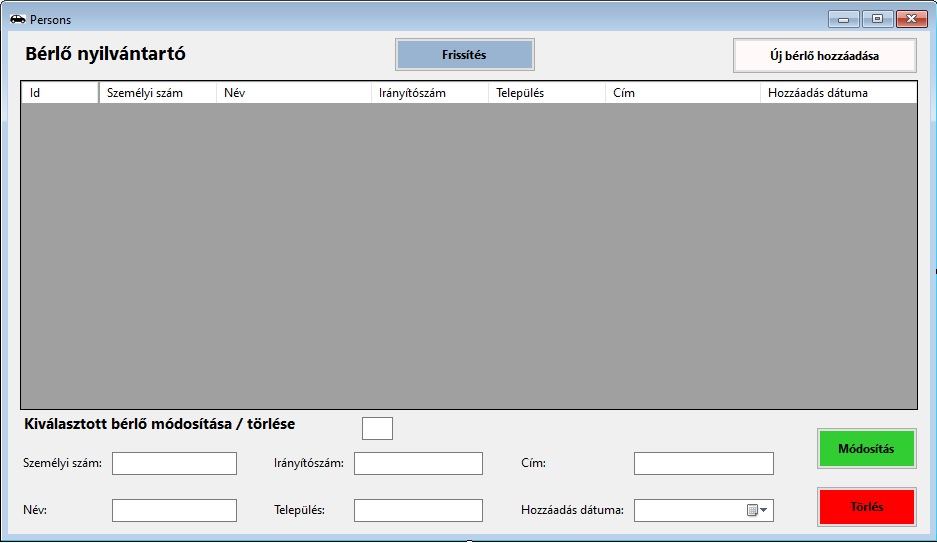 Persons
Bérlő nyilvántartó
Frissítés
Új bérlő hozzáadása
Id Személyi szám Név Irányítószám Település Cím Hozzáadás dátuma
Kiválasztott bérlő módosítása / törlése
Személyi szám: Irányítószám: Cím:
Módosítás
Név: Település: Hozzáadás dátuma:
Törlés